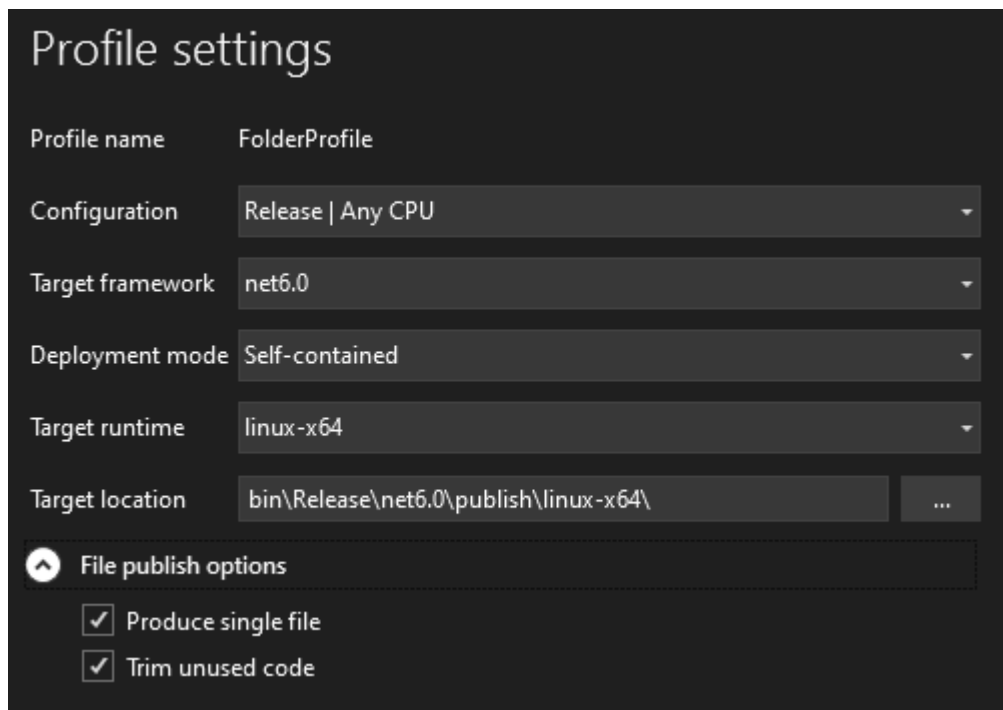 Profile settings
Profile name FolderProfile
Configuration Release | Any CPU
Target framework net6.0
Deployment mode Self-contained
Target runtime linux-x64
Target location bin\Release\net6.0\publish\linux-x64\ ...
File publish options
Produce single file
Trim unused code